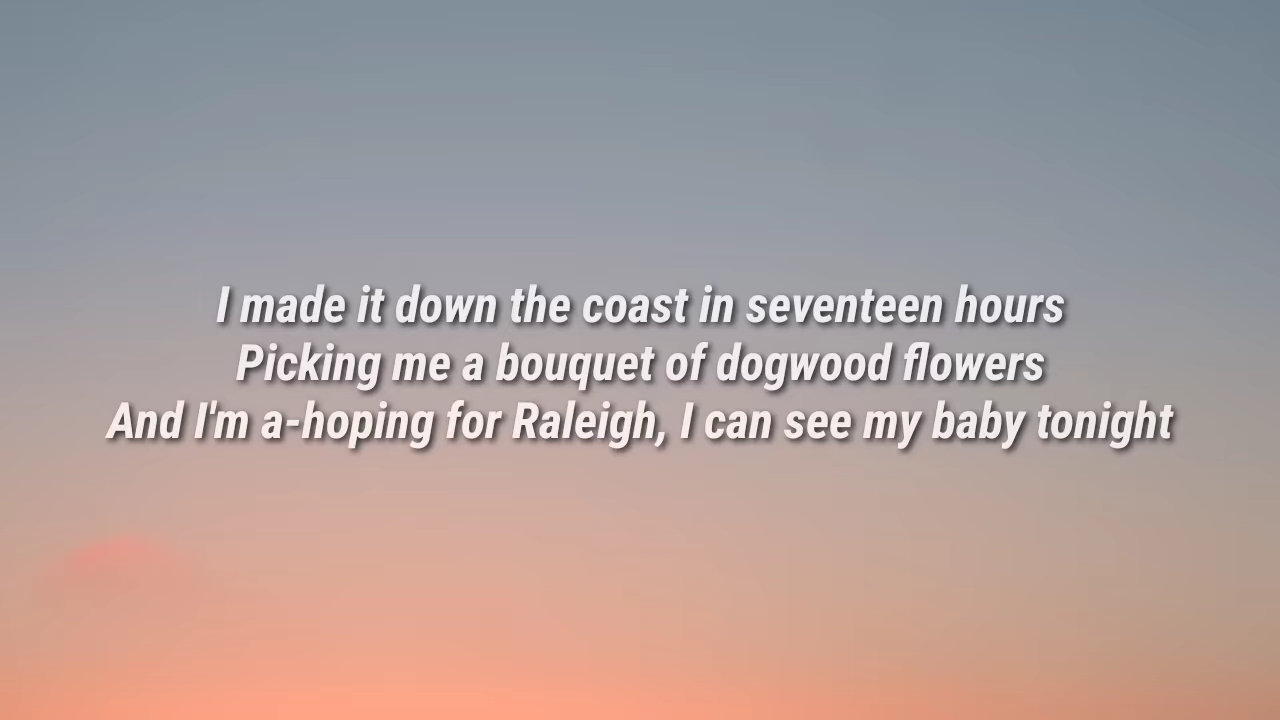 I made it down the coast in seventeen hours
Picking me a bouquet of dogwood flowers
And I'm a-hoping for Raleigh, I can see my baby tonight